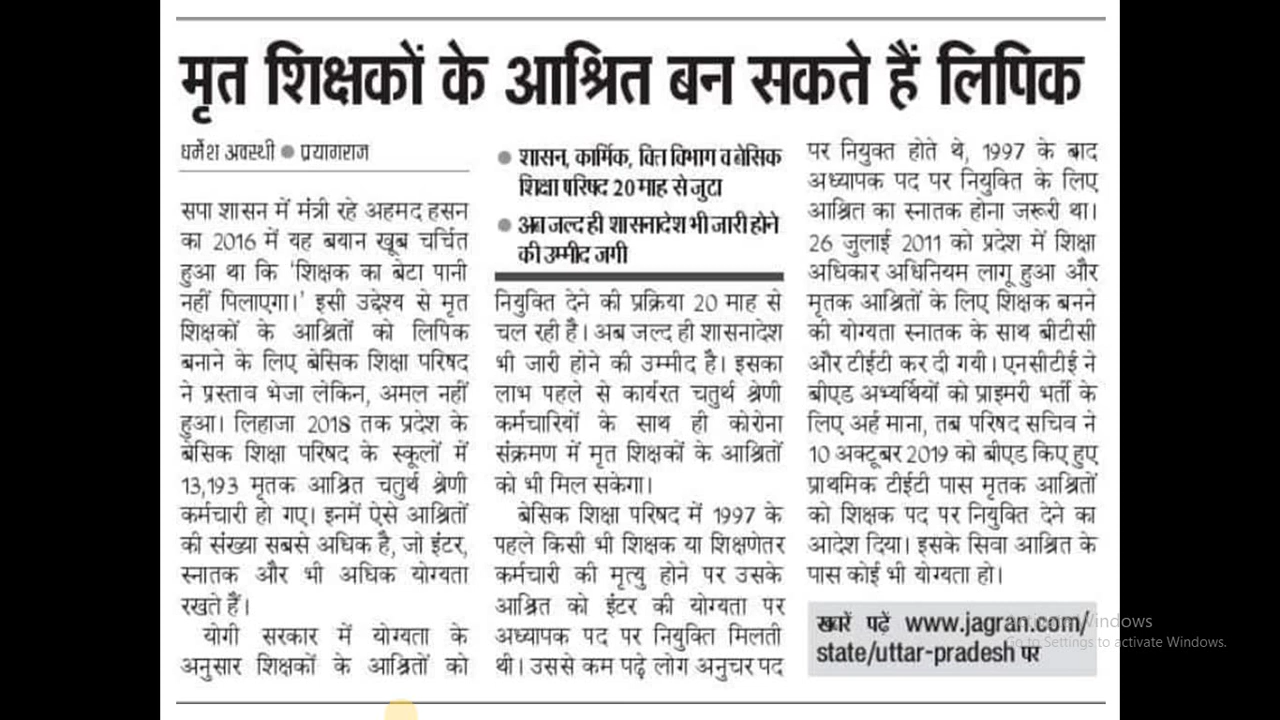 मृत शिक्षकों के आश्रित बन सकते हैं लिपिक
धर्मेश अवस्थी ● प्रयागराज
सपा शासन में मंत्री रहे अहमद हसन
का 2016 में यह बयान खूब चर्चित
हुआ था कि 'शिक्षक का बेटा पानी
नहीं पिलाएगा।' इसी उद्देश्य से मृत
शिक्षकों के आश्रितों को लिपिक
बनाने के लिए बेसिक शिक्षा परिषद
ने प्रस्ताव भेजा लेकिन, अमल नहीं
हुआ। लिहाजा 2018 तक प्रदेश के
बेसिक शिक्षा परिषद के स्कूलों में
13,193 मृतक आश्रित चतुर्थ श्रेणी
कर्मचारी हो गए। इनमें ऐसे आश्रितों
की संख्या सबसे अधिक है, जो इंटर,
स्नातक और भी अधिक योग्यता
रखते हैं।
योगी सरकार में योग्यता के
अनुसार शिक्षकों के आश्रितों को
● शासन, कार्मिक, वित्त विभाग व बेसिक
शिक्षा परिषद 20 माह से जुटा
● अब जल्द ही शासनादेश भी जारी होने
की उम्मीद जगी
नियुक्ति देने की प्रक्रिया 20 माह से
चल रही है। अब जल्द ही शासनादेश
भी जारी होने की उम्मीद है। इसका
लाभ पहले से कार्यरत चतुर्थ श्रेणी
कर्मचारियों के साथ ही कोरोना
संक्रमण में मृत शिक्षकों के आश्रितों
को भी मिल सकेगा।
बेसिक शिक्षा परिषद में 1997 के
पहले किसी भी शिक्षक या शिक्षणेतर
कर्मचारी की मृत्यु होने पर उसके
आश्रित को इंटर की योग्यता पर
अध्यापक पद पर नियुक्ति मिलती
थी। उससे कम पढ़े लोग अनुचर पद
पर नियुक्त होते थे, 1997 के बाद
अध्यापक पद पर नियुक्ति के लिए
आश्रित का स्नातक होना जरूरी था।
26 जुलाई 2011 को प्रदेश में शिक्षा
अधिकार अधिनियम लागू हुआ और
मृतक आश्रितों के लिए शिक्षक बनने
की योग्यता स्नातक के साथ बीटीसी
और टीईटी कर दी गयी। एनसीटीई ने
बीएड अभ्यर्थियों को प्राइमरी भर्ती के
लिए अर्ह माना, तब परिषद सचिव ने
10 अक्टूबर 2019 को बीएड किए हुए
प्राथमिक टीईटी पास मृतक आश्रितों
को शिक्षक पद पर नियुक्ति देने का
आदेश दिया। इसके सिवा आश्रित के
पास कोई भी योग्यता हो।
खबरें पढ़ें www.jagran.com/
state/uttar-pradesh पर
Activate Windows
Go to Settings to activate Windows.